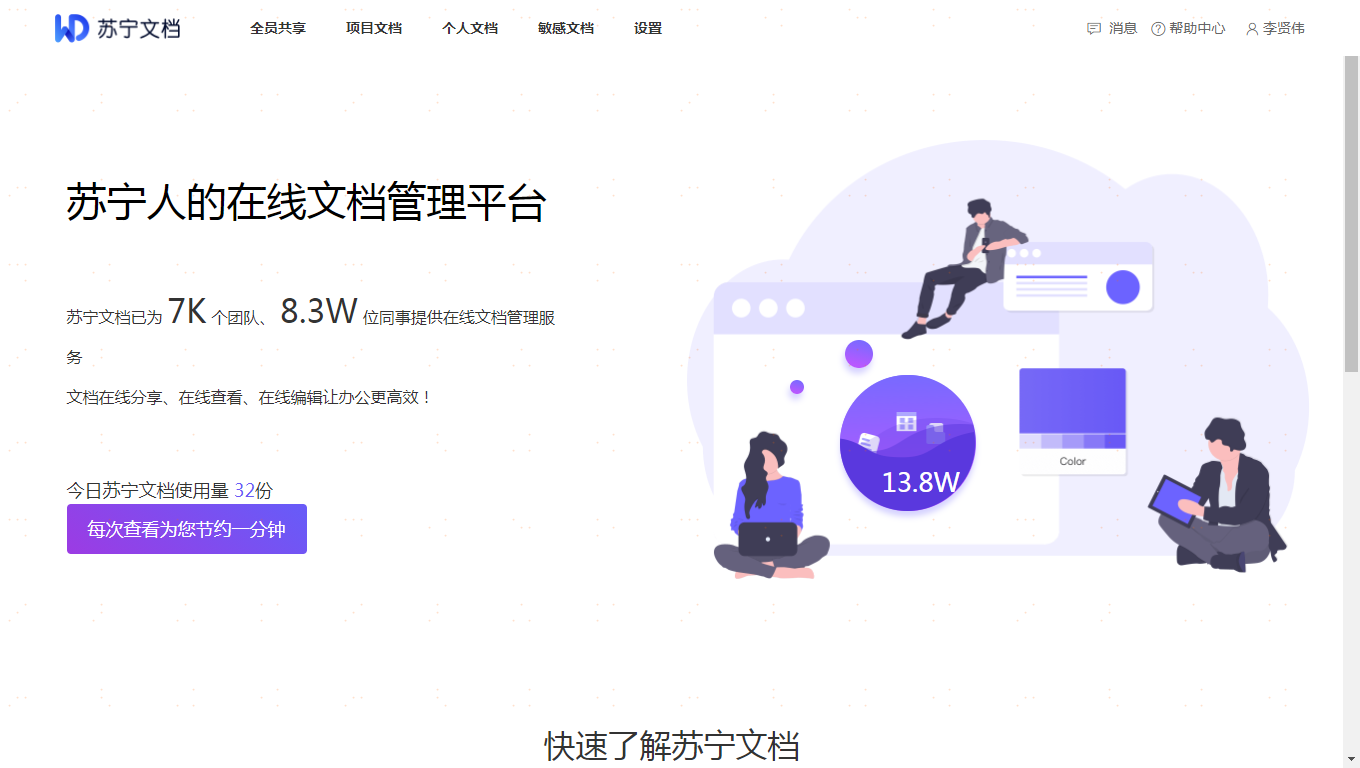 WD 苏宁文档
全员共享 项目文档 个人文档 敏感文档 设置
消息 帮助中心 李贤伟
苏宁人的在线文档管理平台
苏宁文档已为 7K 个团队、 8.3W 位同事提供在线文档管理服
务
文档在线分享、在线查看、在线编辑让办公更高效！
今日苏宁文档使用量 32份
每次查看为您节约一分钟
13.8W
Color
快速了解苏宁文档